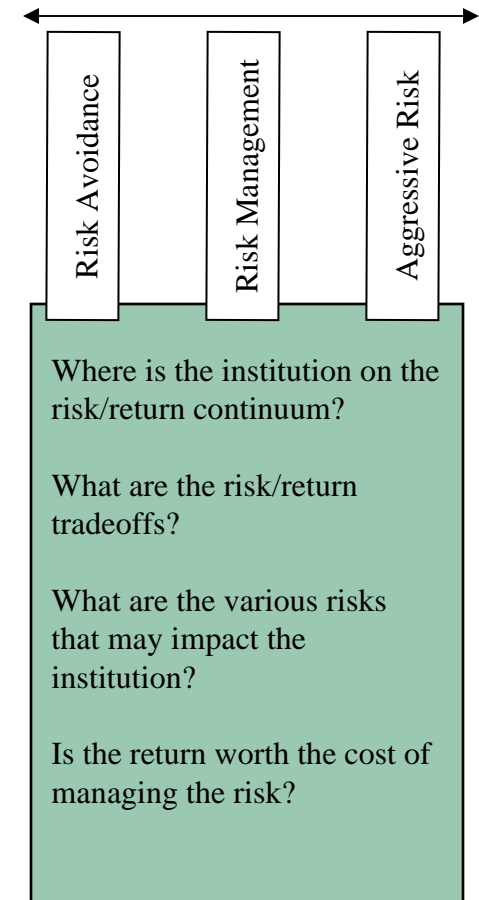 Risk Avoidance
Risk Management
Aggressive Risk
Where is the institution on the
risk/return continuum?
What are the risk/return
tradeoffs?
What are the various risks
that may impact the
institution?
Is the return worth the cost of
managing the risk?